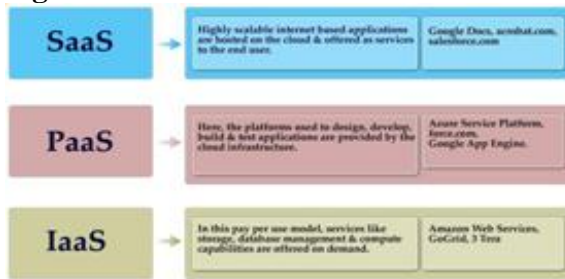 SaaS
Highly scalable internet based applications
are hosted on the cloud & offered as services
to the end user.
Google Docs, acrobat.com,
salesforce.com
PaaS
Here, the platforms used to design, develop,
build & test applications are provided by the
cloud infrastructure.
Azure Service Platform,
force.com,
Google App Engine.
IaaS
In this pay per use model, services like
storage, database management & compute
capabilities are offered on demand.
Amazon Web Services,
GoGrid, 3 Tera